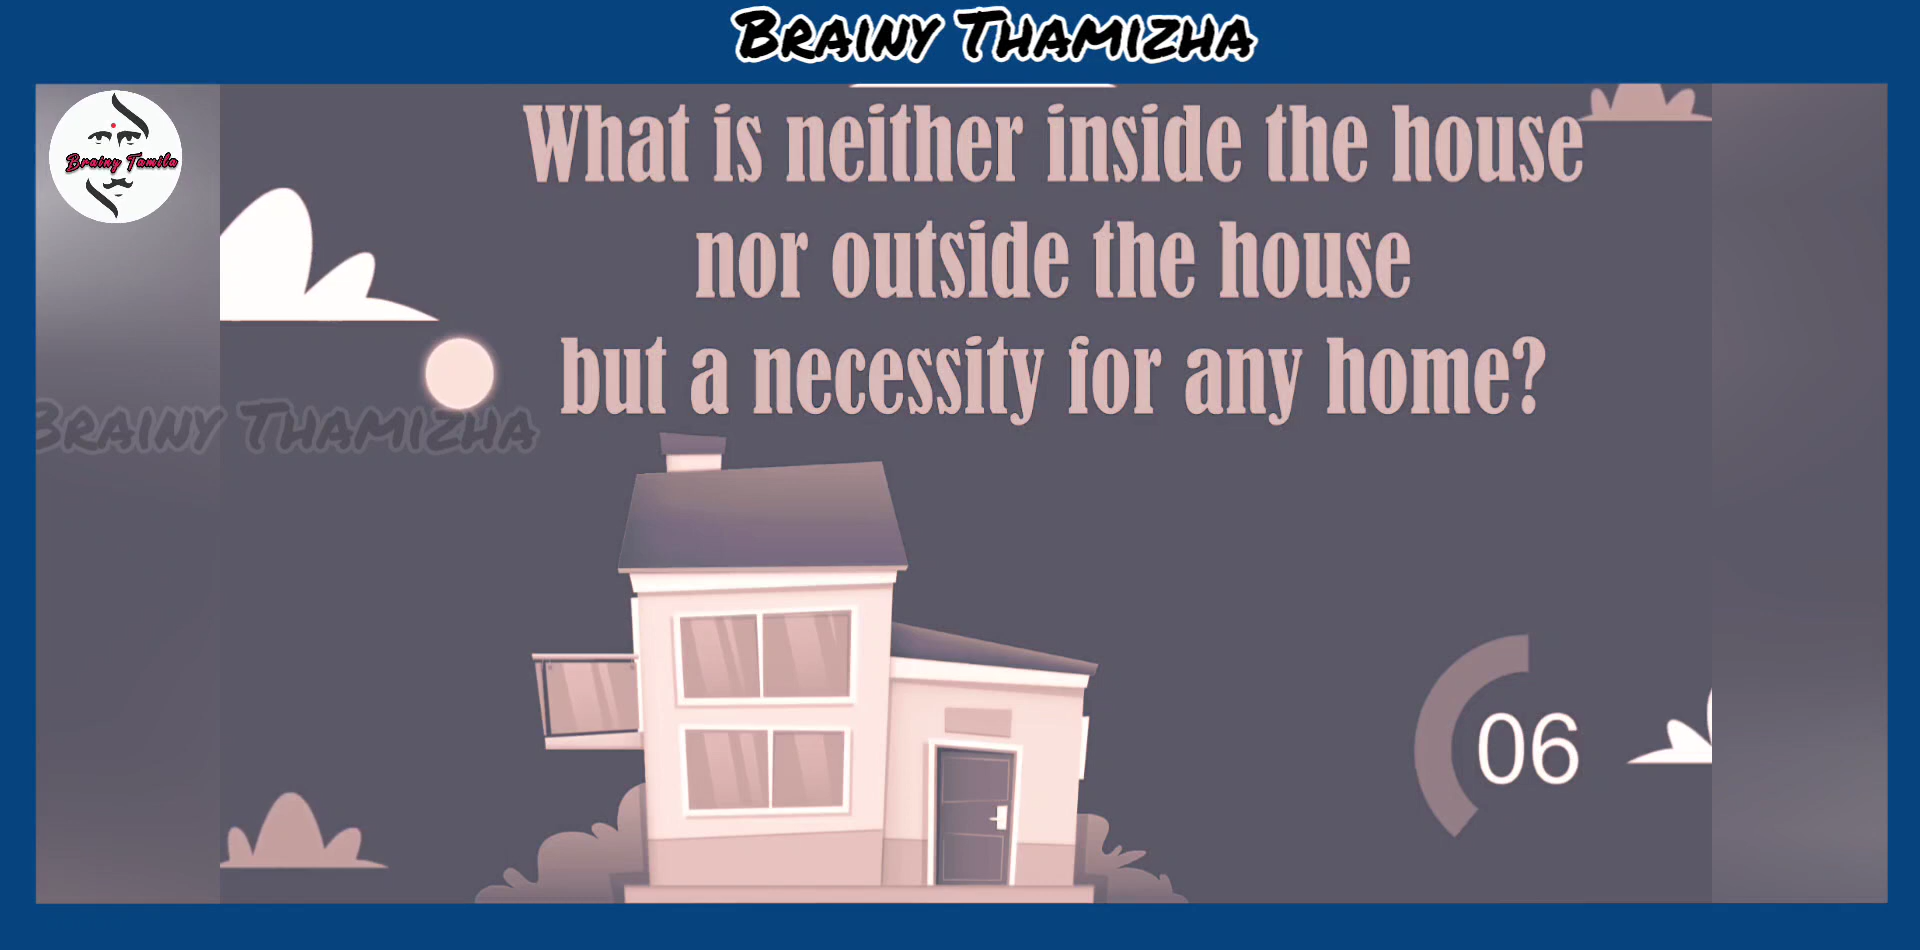 Brainy Thamizha
Brainy Tamila
What is neither inside the house
nor outside the house
but a necessity for any home?
Brainy Thamizha
06